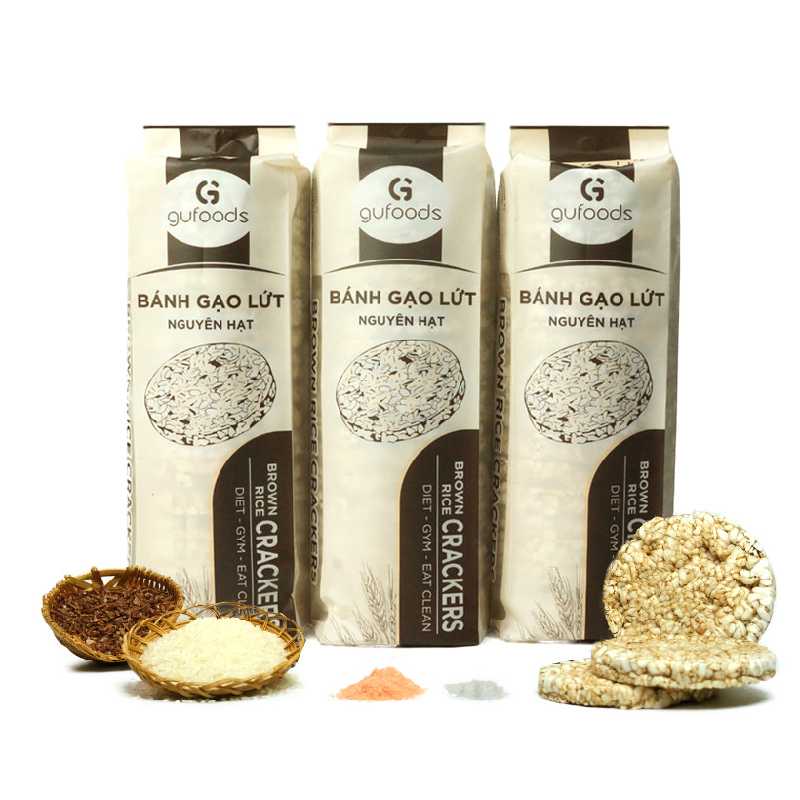 G
gufoods
BÁNH GẠO LỨT
NGUYÊN HẠT
BROWN
RICE
CRACKERS
DIET - GYM - EAT CLEAN
BROWN RICE CRACKERS
G
gufoods
BÁNH GẠO LỨT
NGUYÊN HẠT
BROWN
RICE
CRACKERS
DIET - GYM - EAT CLEAN
BROWN RICE CRACKERS
G
gufoods
BÁNH GẠO LỨT
NGUYÊN HẠT
BROWN
RICE
CRACKERS
DIET - GYM - EAT CLEAN
BROWN RICE CRACKERS